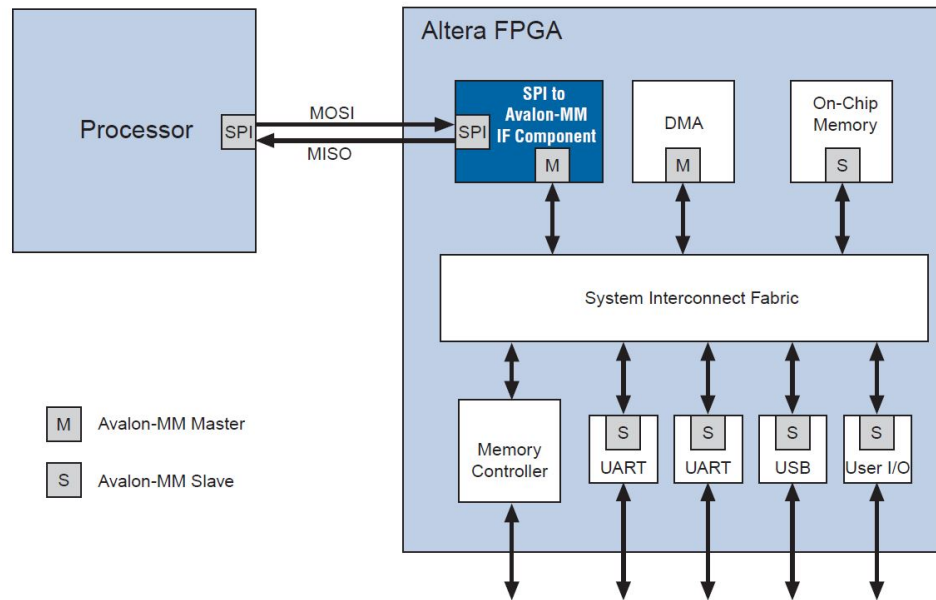 Altera FPGA
Processor
SPI
MOSI
MISO
SPI
SPI to
Avalon-MM
IF Component
M
DMA
M
On-Chip
Memory
S
System Interconnect Fabric
Memory
Controller
S
UART
S
UART
S
USB
S
User I/O
M
Avalon-MM Master
S
Avalon-MM Slave